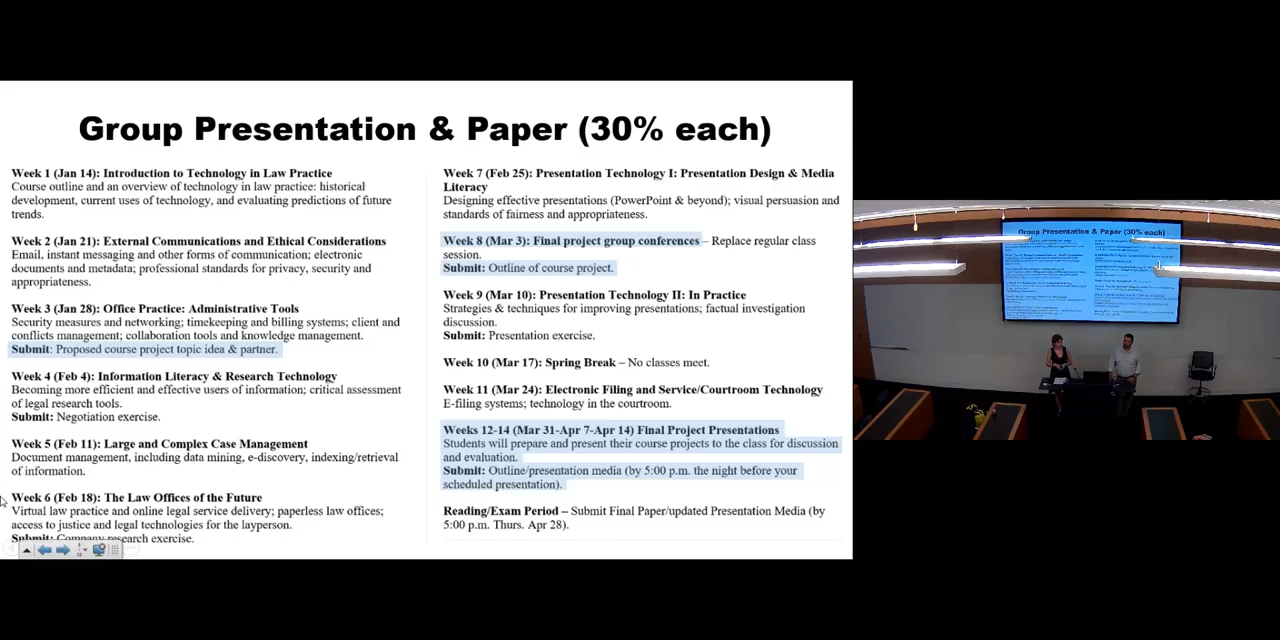 Group Presentation & Paper (30% each)
Week 1 (Jan 14): Introduction to Technology in Law Practice
Course outline and an overview of technology in law practice: historical
development, current uses of technology, and evaluating predictions of future
trends.
Week 2 (Jan 21): External Communications and Ethical Considerations
Email, instant messaging and other forms of communication; electronic
documents and metadata; professional standards for privacy, security and
appropriateness.
Week 3 (Jan 28): Office Practice: Administrative Tools
Security measures and networking; timekeeping and billing systems; client and
conflicts management; collaboration tools and knowledge management.
Submit: Proposed course project topic idea & partner.
Week 4 (Feb 4): Information Literacy & Research Technology
Becoming more efficient and effective users of information; critical assessment
of legal research tools.
Submit: Negotiation exercise.
Week 5 (Feb 11): Large and Complex Case Management
Document management, including data mining, e-discovery, indexing/retrieval
of information.
Week 6 (Feb 18): The Law Offices of the Future
Virtual law practice and online legal service delivery; paperless law offices;
access to justice and legal technologies for the layperson.
Submit: Company research exercise.
Week 7 (Feb 25): Presentation Technology I: Presentation Design & Media
Literacy
Designing effective presentations (PowerPoint & beyond); visual persuasion and
standards of fairness and appropriateness.
Week 8 (Mar 3): Final project group conferences – Replace regular class
session.
Submit: Outline of course project.
Week 9 (Mar 10): Presentation Technology II: In Practice
Strategies & techniques for improving presentations; factual investigation
discussion.
Submit: Presentation exercise.
Week 10 (Mar 17): Spring Break – No classes meet.
Week 11 (Mar 24): Electronic Filing and Service/Courtroom Technology
E-filing systems; technology in the courtroom.
Weeks 12-14 (Mar 31-Apr 7-Apr 14) Final Project Presentations
Students will prepare and present their course projects to the class for discussion
and evaluation.
Submit: Outline/presentation media (by 5:00 p.m. the night before your
scheduled presentation).
Reading/Exam Period – Submit Final Paper/updated Presentation Media (by
5:00 p.m. Thurs. Apr 28).
Group Presentation & Paper (30% each)